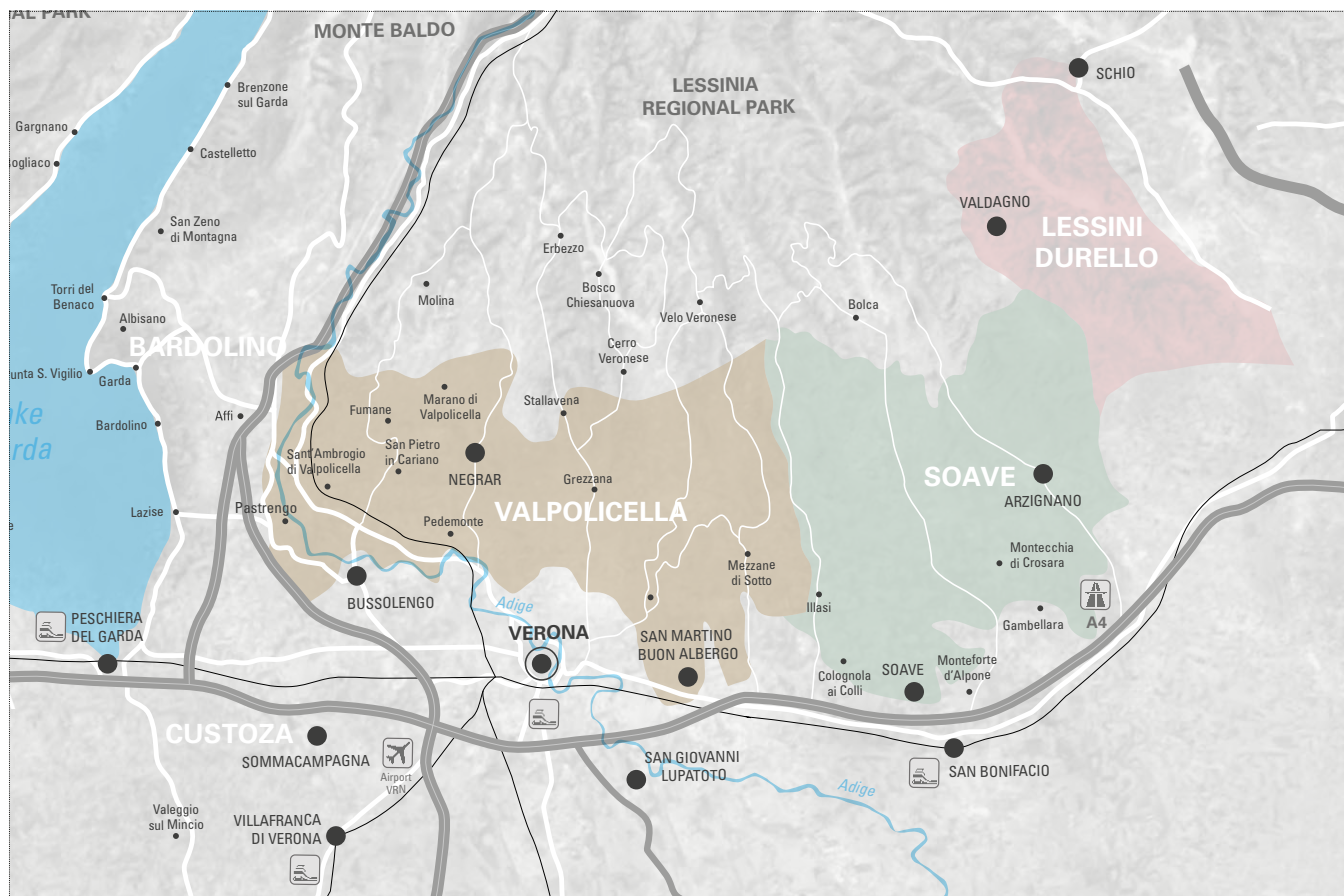 AL PARK
MONTE BALDO
LESSINIA
REGIONAL PARK
SCHIO
Brenzone
sul Garda
Gargnano
ogliaco
Castelletto
San Zeno
di Montagna
VALDAGNO
LESSINI
DURELLO
Erbezzo
Bosco
Chiesanuova
Molina
Velo Veronese
Bolca
Torri del
Benaco
Albisano
BARDOLINO
Cerro
Veronese
unta S. Vigilio
Garda
Marano di
Valpolicella
Fumane
Stallavena
ke
rda
Affi
Bardolino
Sant'Ambrogio
di Valpolicella
San Pietro
in Cariano
NEGRAR
Grezzana
SOAVE
ARZIGNANO
VALPOLICELLA
Lazise
Pastrengo
Pedemonte
e
Montecchia
di Crosara
Mezzane
di Sotto
BUSSOLENGO
Adige
Illasi
Gambellara
A4
PESCHIERA
DEL GARDA
VERONA
SAN MARTINO
BUON ALBERGO
Colognola
ai Colli
SOAVE
Monteforte
d'Alpone
CUSTOZA
SOMMACAMPAGNA
Airport
VRN
SAN GIOVANNI
LUPATOTO
Adige
SAN BONIFACIO
Valeggio
sul Mincio
VILLAFRANCA
DI VERONA